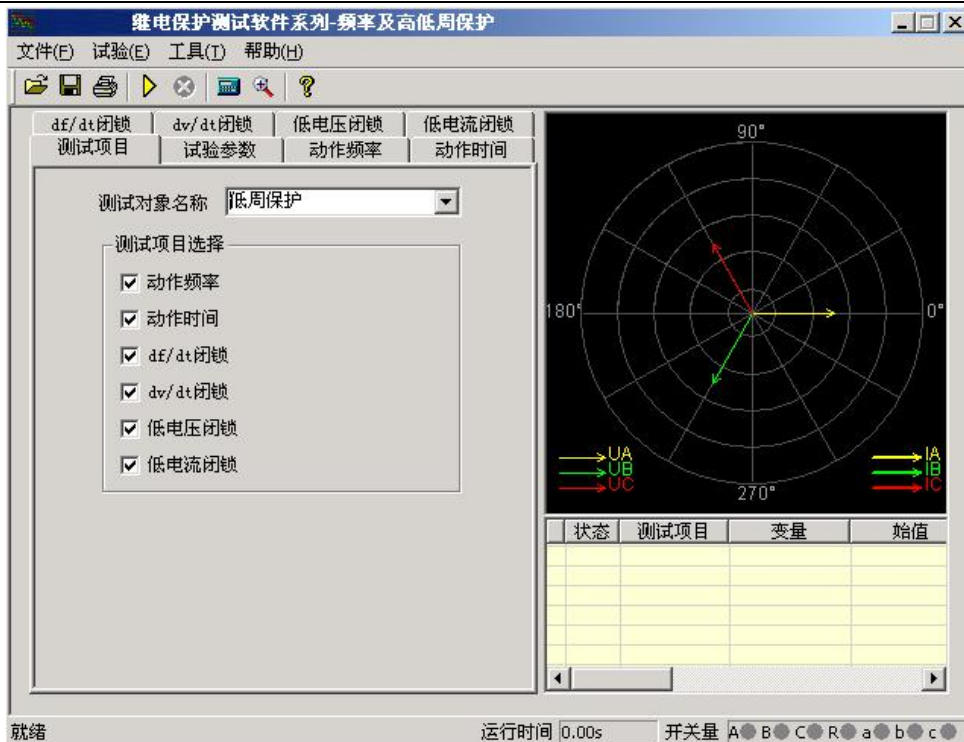 继电保护测试软件系列-频率及高低周保护
文件(F) 试验(E) 工具(T) 帮助(H)
df/dt闭锁 dv/dt闭锁 低电压闭锁 低电流闭锁
测试项目 试验参数 动作频率 动作时间
测试对象名称 低周保护
测试项目选择
动作频率
动作时间
df/dt闭锁
dv/dt闭锁
低电压闭锁
低电流闭锁
90°
180° 0°
270°
UA IA
UB IB
UC IC
状态 测试项目 变量 始值
就绪 运行时间 0.00s 开关量 A B C R a b c